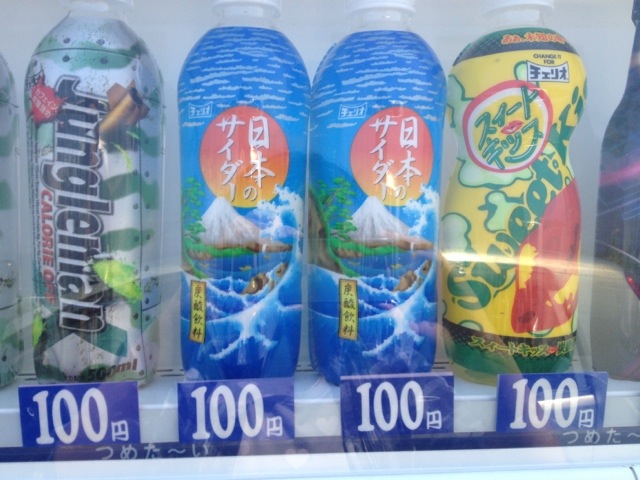 Jungleman X
CALORIE OFF
チェリオ
日本の
サイダー
炭酸飲料
チェリオ
日本の
サイダー
炭酸飲料
CHANGE IT
FOR
チェリオ
スイート
キッス
Sweet Kiss
スイートキッス
100円
100円
100円
100円
つめた〜い
つめた〜い